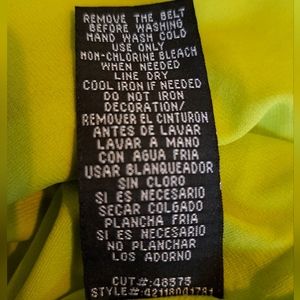 REMOVE THE BELT
BEFORE WASHING
HAND WASH COLD
USE ONLY
NON-CHLORINE BLEACH
WHEN NEEDED
LINE DRY
COOL IRON IF NEEDED
DO NOT IRON
DECORATION/
REMOVER EL CINTURON
ANTES DE LAVAR
LAVAR A MANO
CON AGUA FRIA
USAR BLANQUEADOR
SIN CLORO
SI ES NECESARIO
SECAR COLGADO
PLANCHA FRIA
SI ES NECESARIO
NO PLANCHAR
LOS ADORNO
CUT#:48575
STYLE#: